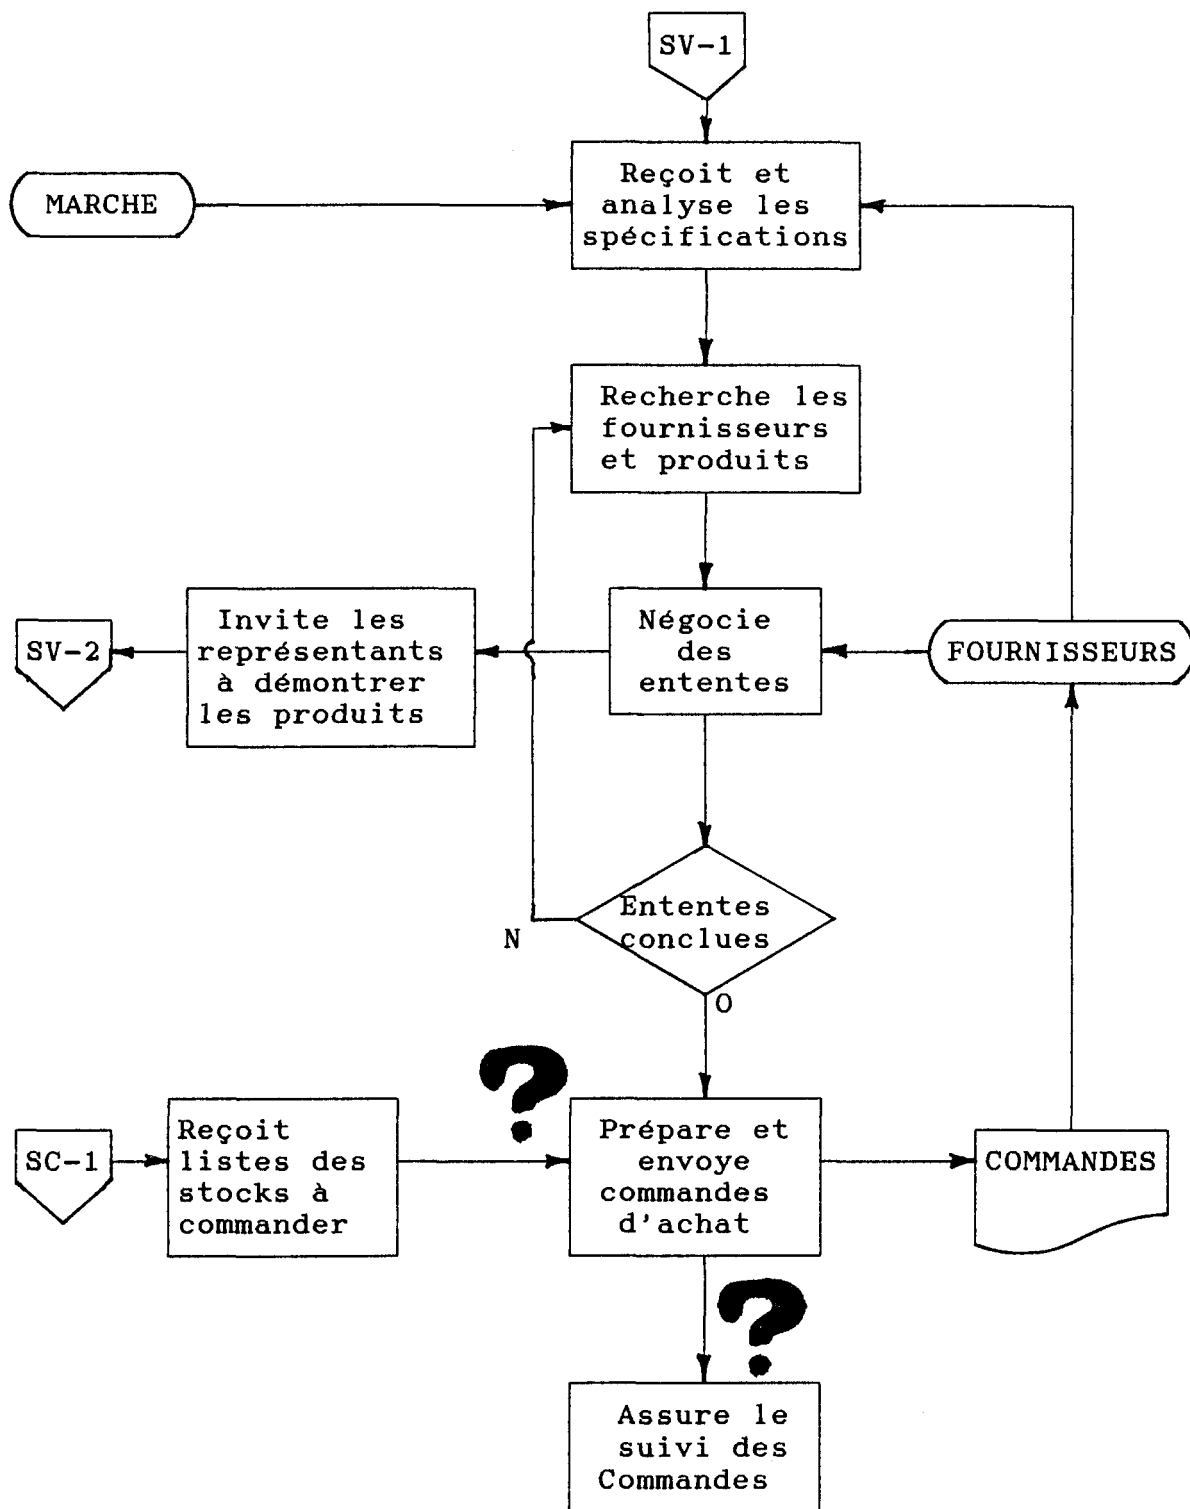 SV-1
Reçoit et
analyse les
spécifications
MARCHE
Recherche les
fournisseurs
et produits
Négocie
des
ententes
Invite les
représentants
à démontrer
les produits
SV-2
FOURNISSEURS
Ententes
conclues
N
O
?
SC-1
Reçoit
listes des
stocks à
commander
Prépare et
envoye
commandes
d'achat
COMMANDES
?
Assure le
suivi des
Commandes